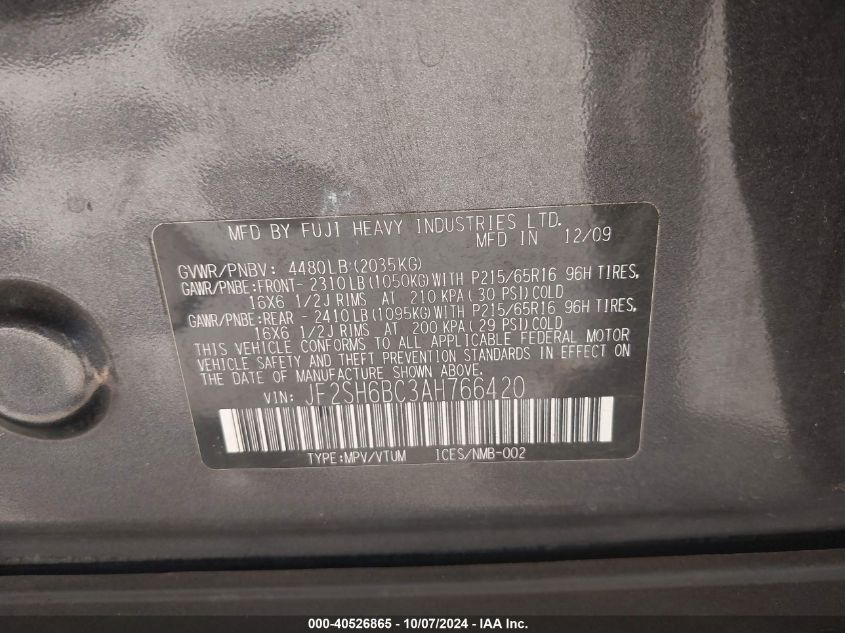 MFD BY FUJI HEAVY INDUSTRIES LTD.
MFD IN 12/09
GVWR/PNBV: 4480LB(2035KG)
GAWR/PNBE:FRONT- 2310LB(1050KG)WITH P215/65R16 96H TIRES,
16X6 1/2J RIMS AT 210 KPA(30 PSI)COLD
GAWR/PNBE:REAR - 2410LB(1095KG)WITH P215/65R16 96H TIRES,
16X6 1/2J RIMS AT 200 KPA(29 PSI)COLD
THIS VEHICLE CONFORMS TO ALL APPLICABLE FEDERAL MOTOR
VEHICLE SAFETY AND THEFT PREVENTION STANDARDS IN EFFECT ON
THE DATE OF MANUFACTURE SHOWN ABOVE.
VIN: JF2SH6BC3AH766420
TYPE:MPV/VTUM ICES/NMB-002
000-40526865 - 10/07/2024 - IAA Inc.